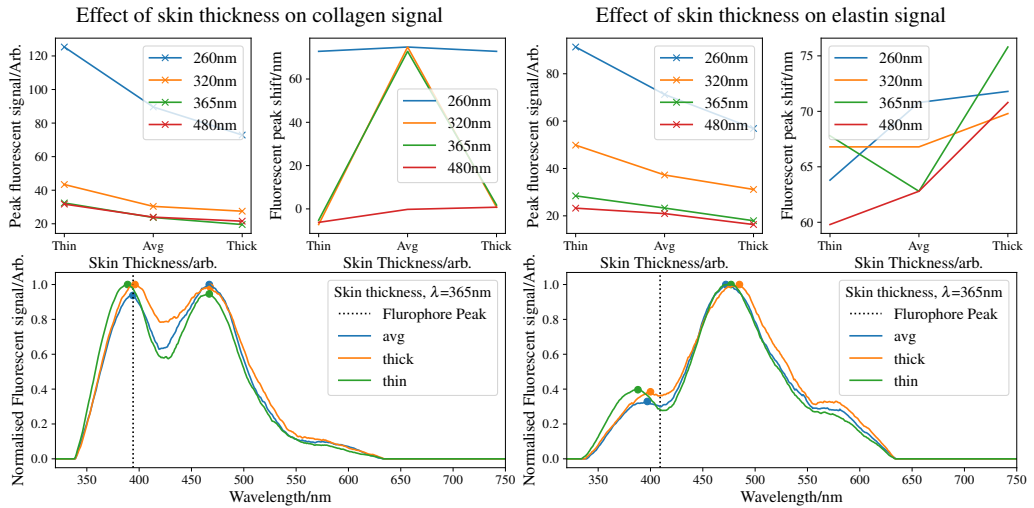 Effect of skin thickness on collagen signal
Effect of skin thickness on elastin signal
Peak fluorescent signal/Arb.
120
100
80
60
40
20
260nm
320nm
365nm
480nm
Thin
Avg
Thick
Skin Thickness/arb.
Fluorescent peak shift/nm
60
40
20
0
260nm
320nm
365nm
480nm
Thin
Avg
Thick
Skin Thickness/arb.
Peak fluorescent signal/Arb.
80
60
40
20
260nm
320nm
365nm
480nm
Thin
Avg
Thick
Skin Thickness/arb.
Fluorescent peak shift/nm
75
70
65
60
260nm
320nm
365nm
480nm
Thin
Avg
Thick
Skin Thickness/arb.
Normalised Fluorescent signal/Arb.
1.0
0.8
0.6
0.4
0.2
0.0
Skin thickness, λ=365nm
Flurophore Peak
avg
thick
thin
350
400
450
500
550
600
650
700
750
Wavelength/nm
Normalised Fluorescent signal/Arb.
1.0
0.8
0.6
0.4
0.2
0.0
Skin thickness, λ=365nm
Flurophore Peak
avg
thick
thin
350
400
450
500
550
600
650
700
750
Wavelength/nm